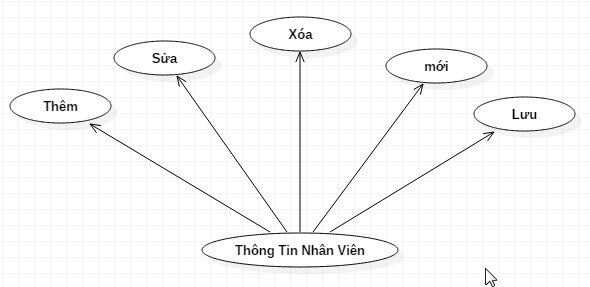 Xóa
Sửa
mới
Thêm
Lưu
Thông Tin Nhân Viên